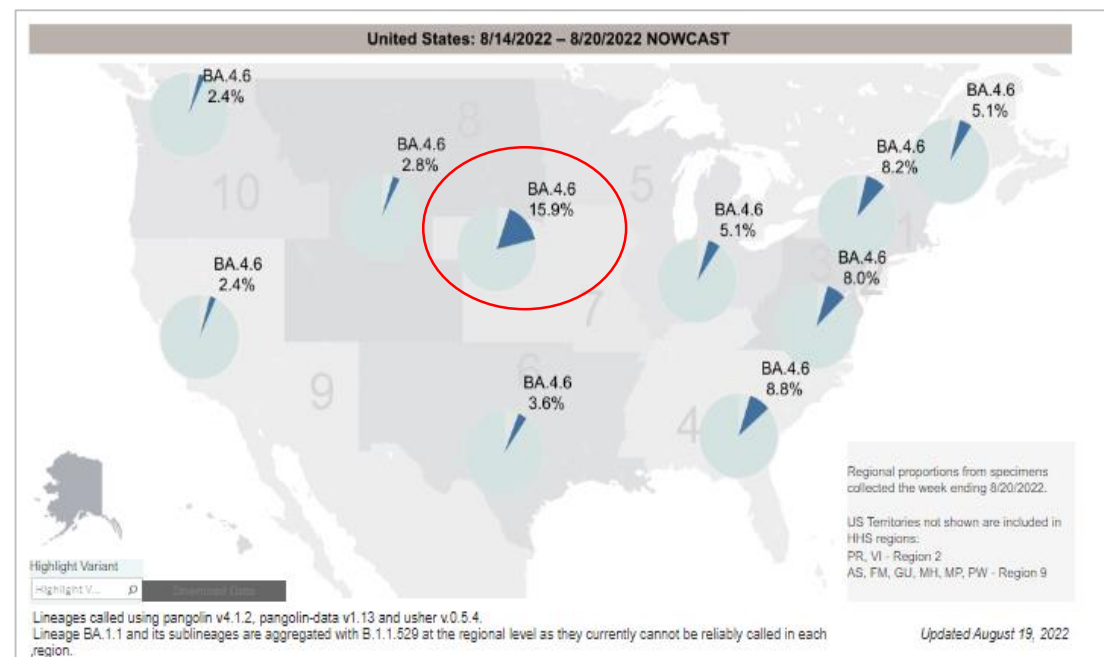 United States: 8/14/2022 – 8/20/2022 NOWCAST
BA.4.6
2.4%
BA.4.6
5.1%
8
BA.4.6
2.8%
BA.4.6
8.2%
10
5
BA.4.6
15.9%
BA.4.6
5.1%
1
BA.4.6
2.4%
3
BA.4.6
8.0%
2
7
9
6
BA.4.6
3.6%
BA.4.6
8.8%
4
Regional proportions from specimens
collected the week ending 8/20/2022.
US Territories not shown are included in
HHS regions:
PR, VI - Region 2
AS, FM, GU, MH, MP, PW - Region 9
Highlight Variant
Highlight V...
Download Data
Lineages called using pangolin v4.1.2, pangolin-data v1.13 and usher v.0.5.4.
Lineage BA.1.1 and its sublineages are aggregated with B.1.1.529 at the regional level as they currently cannot be reliably called in each
,region.
Updated August 19, 2022